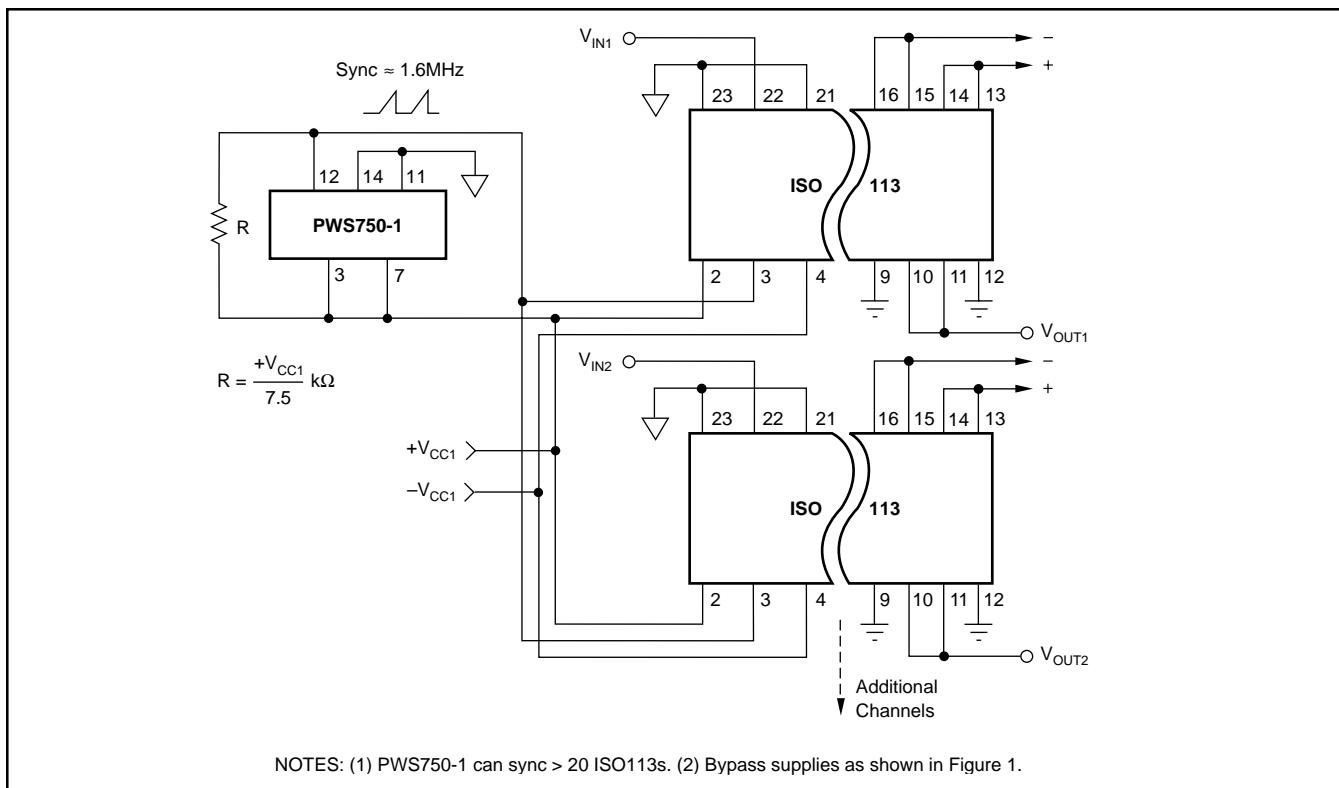 V_IN1
−
+
Sync ≈ 1.6MHz
23 22 21 16 15 14 13
12 14 11
ISO 113
PWS750-1
R
3 7
2 3 4 9 10 11 12
V_OUT1
R = +V_CC1 / 7.5 kΩ
V_IN2
−
+
23 22 21 16 15 14 13
+V_CC1
−V_CC1
ISO 113
2 3 4 9 10 11 12
V_OUT2
Additional
Channels
NOTES: (1) PWS750-1 can sync > 20 ISO113s. (2) Bypass supplies as shown in Figure 1.